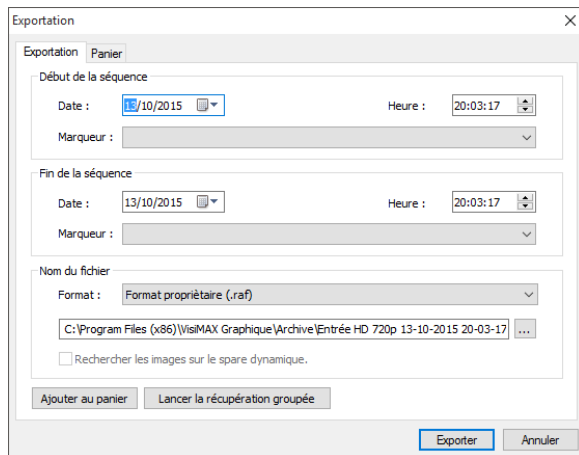 Exportation
Exportation Panier
Début de la séquence
Date : 13/10/2015 Heure : 20:03:17
Marqueur :
Fin de la séquence
Date : 13/10/2015 Heure : 20:03:17
Marqueur :
Nom du fichier
Format : Format propriètaire (.raf)
C:\Program Files (x86)\VisiMAX Graphique\Archive\Entrée HD 720p 13-10-2015 20-03-17 ...
Rechercher les images sur le spare dynamique.
Ajouter au panier Lancer la récupération groupée
Exporter Annuler